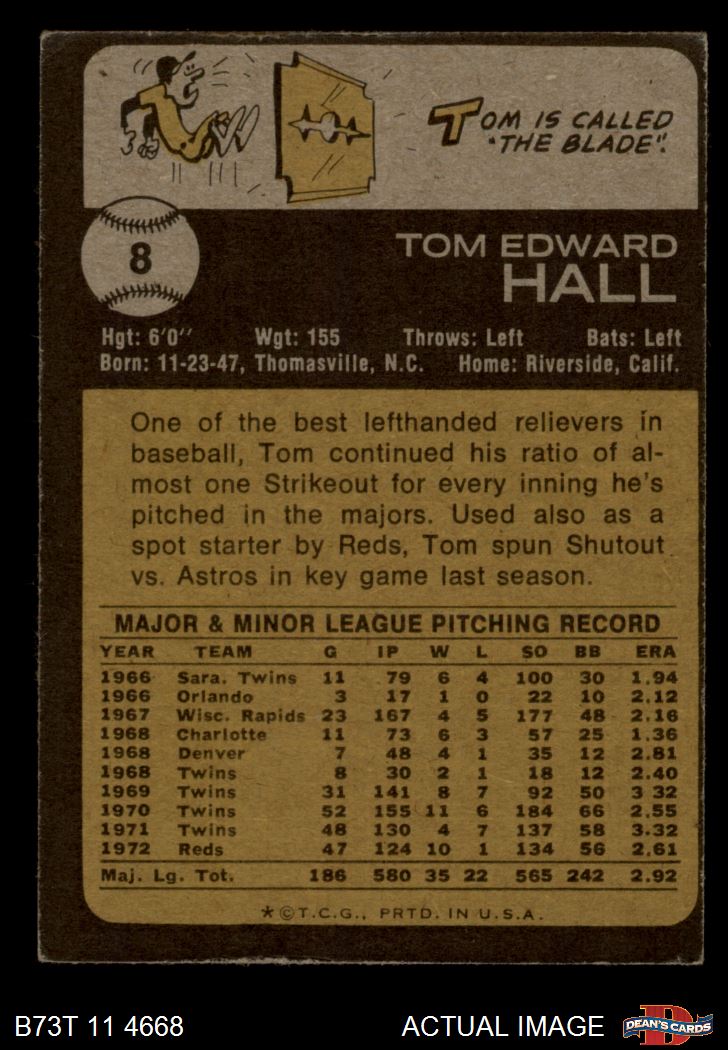 TOM IS CALLED
"THE BLADE".
8
TOM EDWARD
HALL
Hgt: 6'0" Wgt: 155 Throws: Left Bats: Left
Born: 11-23-47, Thomasville, N.C. Home: Riverside, Calif.
One of the best lefthanded relievers in
baseball, Tom continued his ratio of al-
most one Strikeout for every inning he's
pitched in the majors. Used also as a
spot starter by Reds, Tom spun Shutout
vs. Astros in key game last season.
MAJOR & MINOR LEAGUE PITCHING RECORD
YEAR TEAM G IP W L SO BB ERA
1966 Sara. Twins 11 79 6 4 100 30 1.94
1966 Orlando 3 17 1 0 22 10 2.12
1967 Wisc. Rapids 23 167 4 5 177 48 2.16
1968 Charlotte 11 73 6 3 57 25 1.36
1968 Denver 7 48 4 1 35 12 2.81
1968 Twins 8 30 2 1 18 12 2.40
1969 Twins 31 141 8 7 92 50 3 32
1970 Twins 52 155 11 6 184 66 2.55
1971 Twins 48 130 4 7 137 58 3.32
1972 Reds 47 124 10 1 134 56 2.61
Maj. Lg. Tot. 186 580 35 22 565 242 2.92
*©T.C.G., PRTD. IN U.S.A.
B73T 11 4668 ACTUAL IMAGE D DEAN'S CARDS